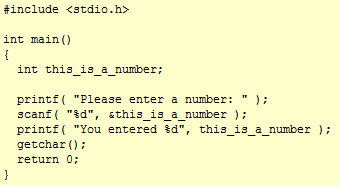 #include <stdio.h>
int main()
{
int this_is_a_number;
printf( "Please enter a number: " );
scanf( "%d", &this_is_a_number );
printf( "You entered %d", this_is_a_number );
getchar();
return 0;
}